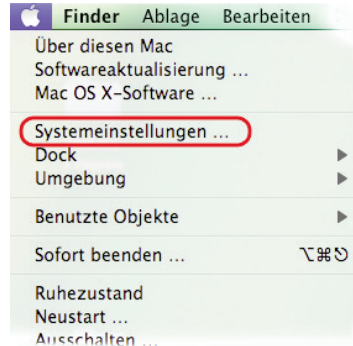 Finder Ablage Bearbeiten
Über diesen Mac
Softwareaktualisierung ...
Mac OS X-Software ...
Systemeinstellungen ...
Dock
Umgebung
Benutzte Objekte
Sofort beenden ... ⌥⌘⎋
Ruhezustand
Neustart ...
Ausschalten ...